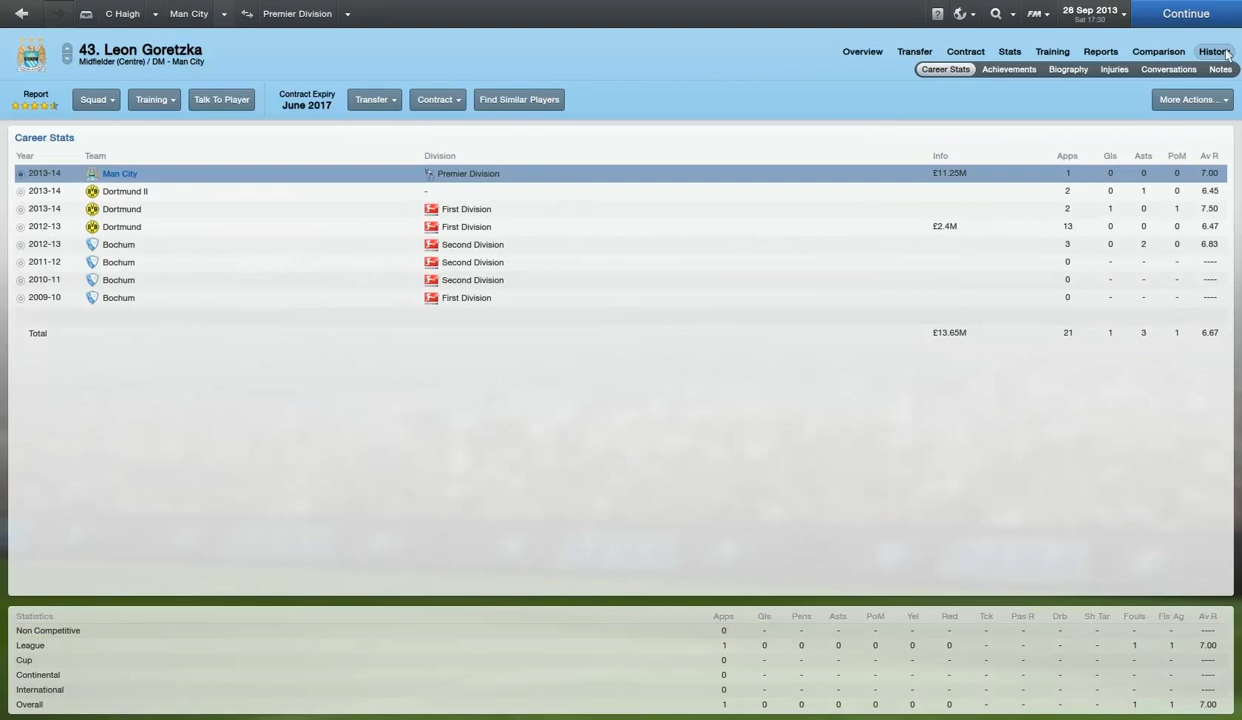 C Haigh Man City Premier Division ? FM 28 Sep 2013 Sat 17:30 Continue
43. Leon Goretzka
Midfielder (Centre) / DM - Man City
Overview Transfer Contract Stats Training Reports Comparison History
Career Stats Achievements Biography Injuries Conversations Notes
Report Squad Training Talk To Player Contract Expiry June 2017 Transfer Contract Find Similar Players More Actions...
Career Stats
Year Team Division Info Apps Gls Asts PoM Av R
2013-14 Man City Premier Division £11.25M 1 0 0 0 7.00
2013-14 Dortmund II - 2 0 1 0 6.45
2013-14 Dortmund First Division 2 1 0 1 7.50
2012-13 Dortmund First Division £2.4M 13 0 0 0 6.47
2012-13 Bochum Second Division 3 0 2 0 6.83
2011-12 Bochum Second Division 0 - - - ----
2010-11 Bochum Second Division 0 - - - ----
2009-10 Bochum First Division 0 - - - ----
Total £13.65M 21 1 3 1 6.67
Statistics Apps Gls Pens Asts PoM Yel Red Tck Pas R Drb Sh Tar Fouls Fls Ag Av R
Non Competitive 0 - - - - - - - - - - - - ----
League 1 0 0 0 0 0 0 - - - - 1 1 7.00
Cup 0 - - - - - - - - - - - - ----
Continental 0 - - - - - - - - - - - - ----
International 0 - - - - - - - - - - - - ----
Overall 1 0 0 0 0 0 0 - - - - 1 1 7.00